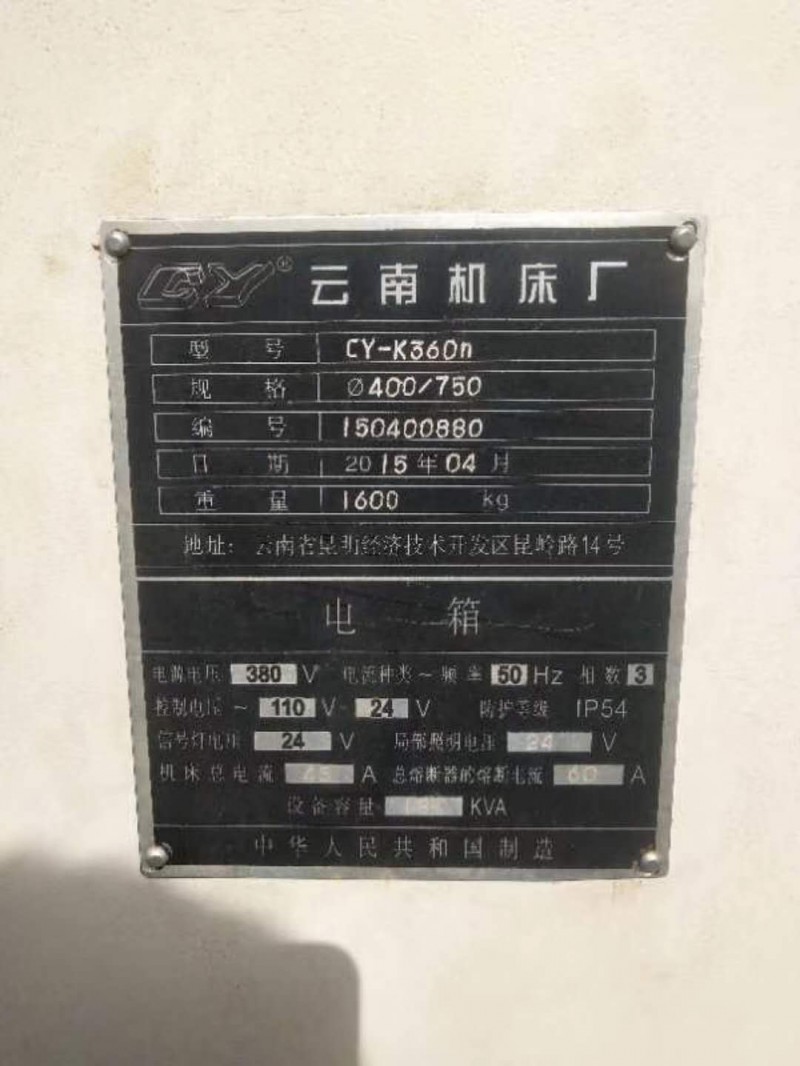 CY® 云南机床厂
型号 CY-K360n
规格 Ø400/750
编号 150400880
日期 2015年04月
重量 1600 kg
地址：云南省昆明经济技术开发区昆岭路14号
电箱
电源电压 380 V 电流种类~ 频率 50 Hz 相数 3
控制电压~ 110 V - 24 V 防护等级 IP54
信号灯电压 24 V 局部照明电压 24 V
机床总电流 A 总熔断器的熔断电流 60 A
设备容量 KVA
中华人民共和国制造